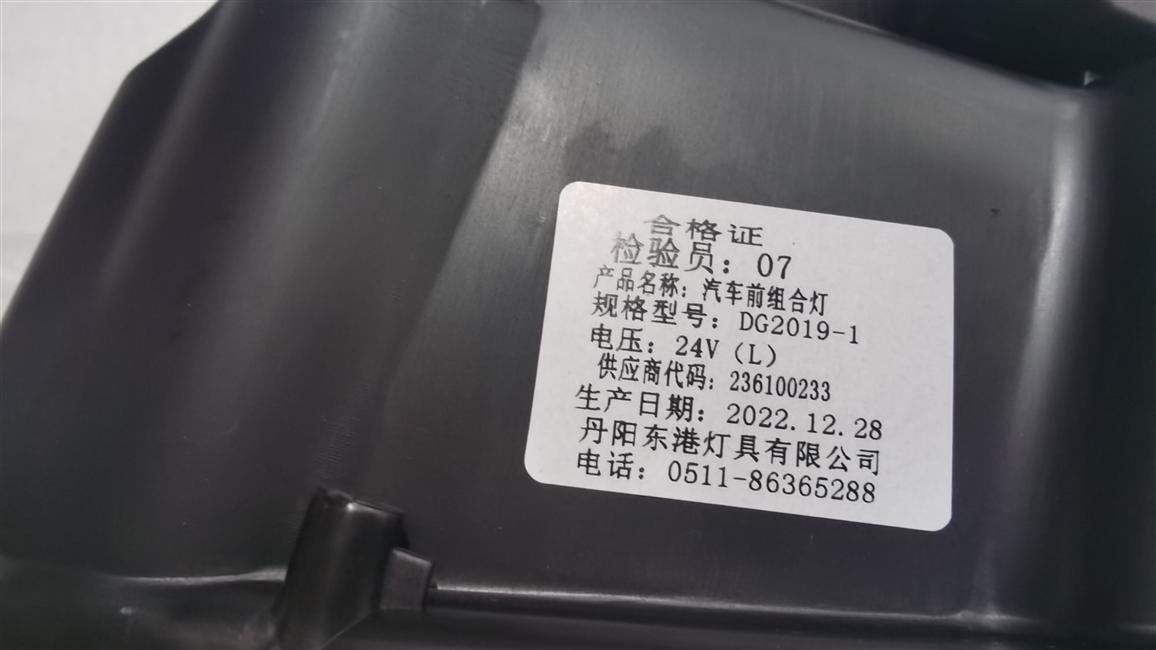 合格证
检验员：07
产品名称：汽车前组合灯
规格型号：DG2019-1
电压：24V（L）
供应商代码：236100233
生产日期：2022.12.28
丹阳东港灯具有限公司
电话：0511-86365288